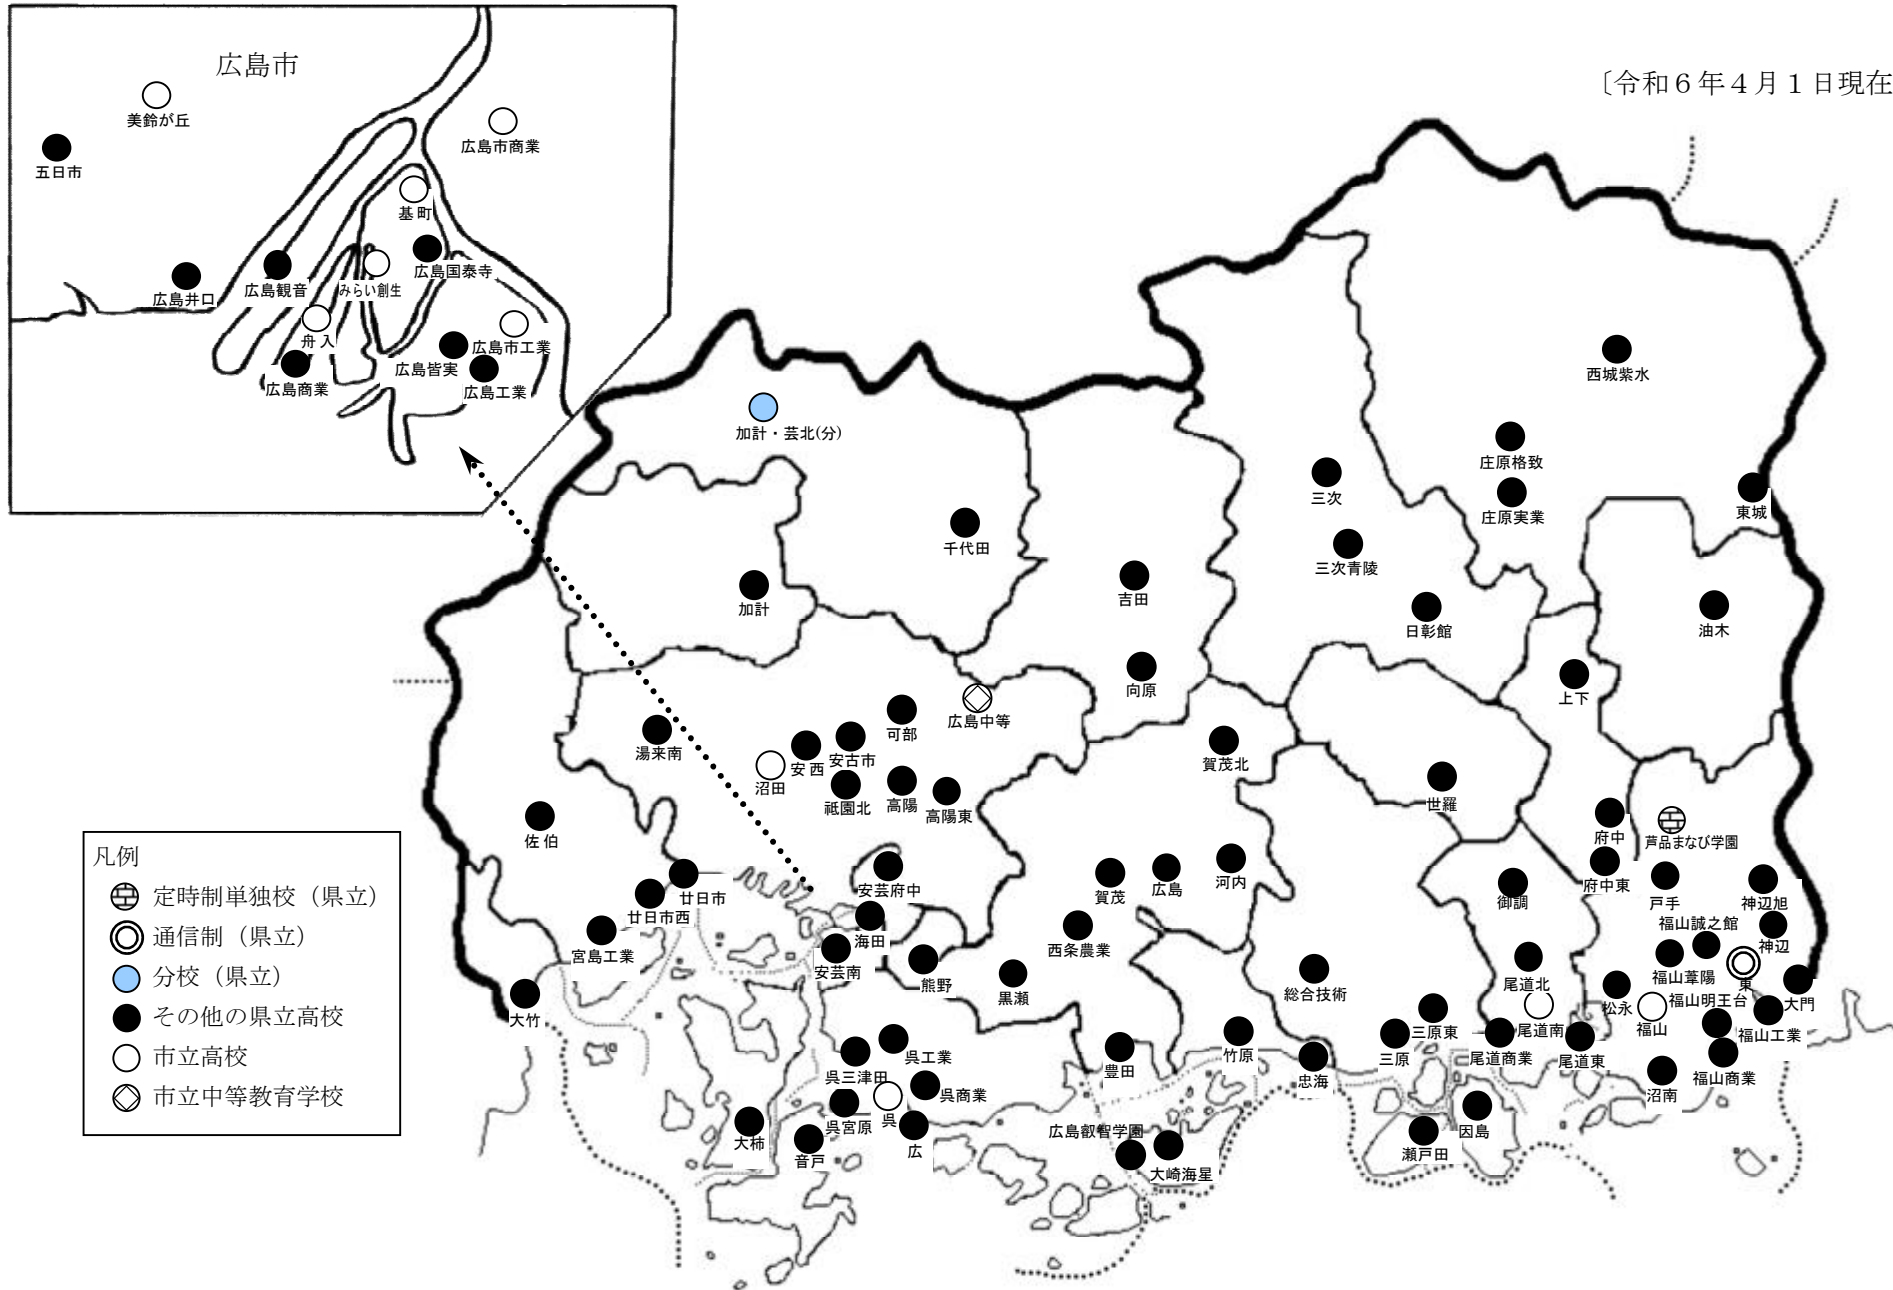 広島市
〔令和６年４月１日現在
美鈴が丘
広島市商業
五日市
基町
広島国泰寺
広島井口
広島観音
みらい創生
舟入
広島市工業
広島皆実
広島商業
広島工業
西城紫水
加計・芸北(分)
庄原格致
三次
庄原実業
東城
千代田
三次青陵
加計
吉田
日彰館
油木
向原
上下
広島中等
湯来南
可部
安西
安古市
沼田
賀茂北
祗園北
高陽
高陽東
世羅
佐伯
府中
芦品まなび学園
安芸府中
廿日市
廿日市西
賀茂
広島
河内
府中東
御調
戸手
神辺旭
福山誠之館
神辺
海田
宮島工業
西条農業
安芸南
熊野
黒瀬
総合技術
尾道北
福山葦陽
東
大門
大竹
松永
福山明王台
福山
福山工業
三原東
尾道南
呉工業
呉三津田
豊田
竹原
忠海
三原
尾道商業
尾道東
福山商業
沼南
呉商業
呉宮原
呉
広
大柿
音戸
広島叡智学園
大崎海星
瀬戸田
因島
凡例
定時制単独校（県立）
通信制（県立）
分校（県立）
その他の県立高校
市立高校
市立中等教育学校